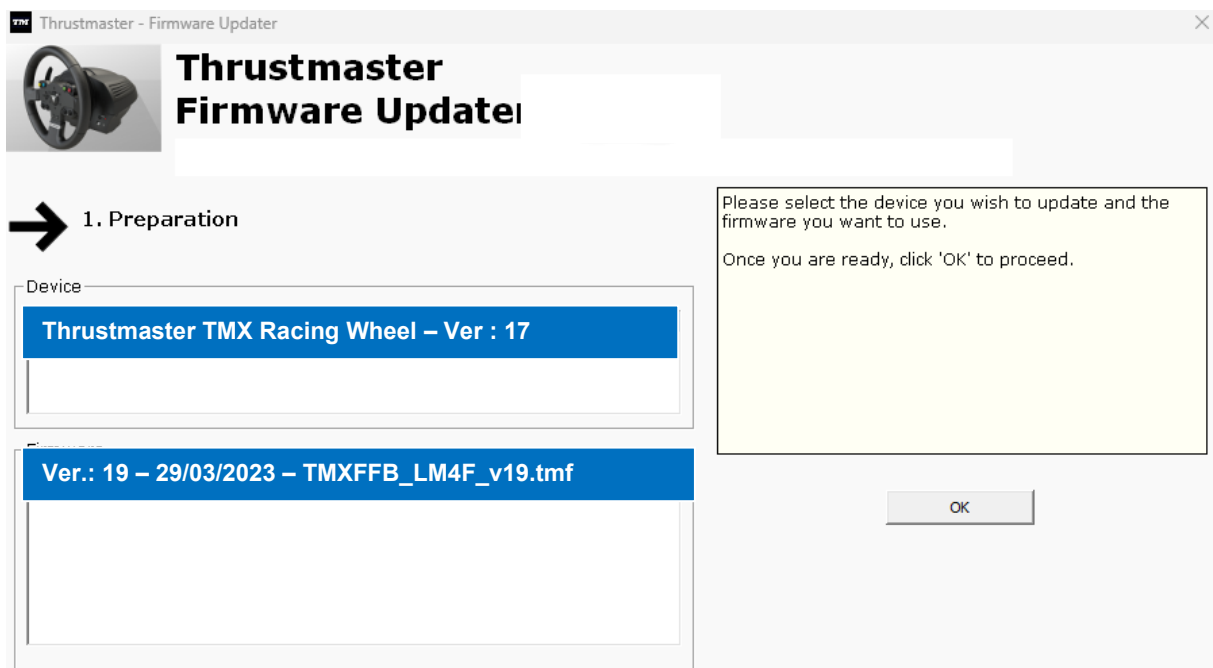 Thrustmaster - Firmware Updater
Thrustmaster
Firmware Updater
1. Preparation
Please select the device you wish to update and the
firmware you want to use.
Once you are ready, click 'OK' to proceed.
Device
Thrustmaster TMX Racing Wheel – Ver : 17
Firmware
Ver.: 19 – 29/03/2023 – TMXFFB_LM4F_v19.tmf
OK